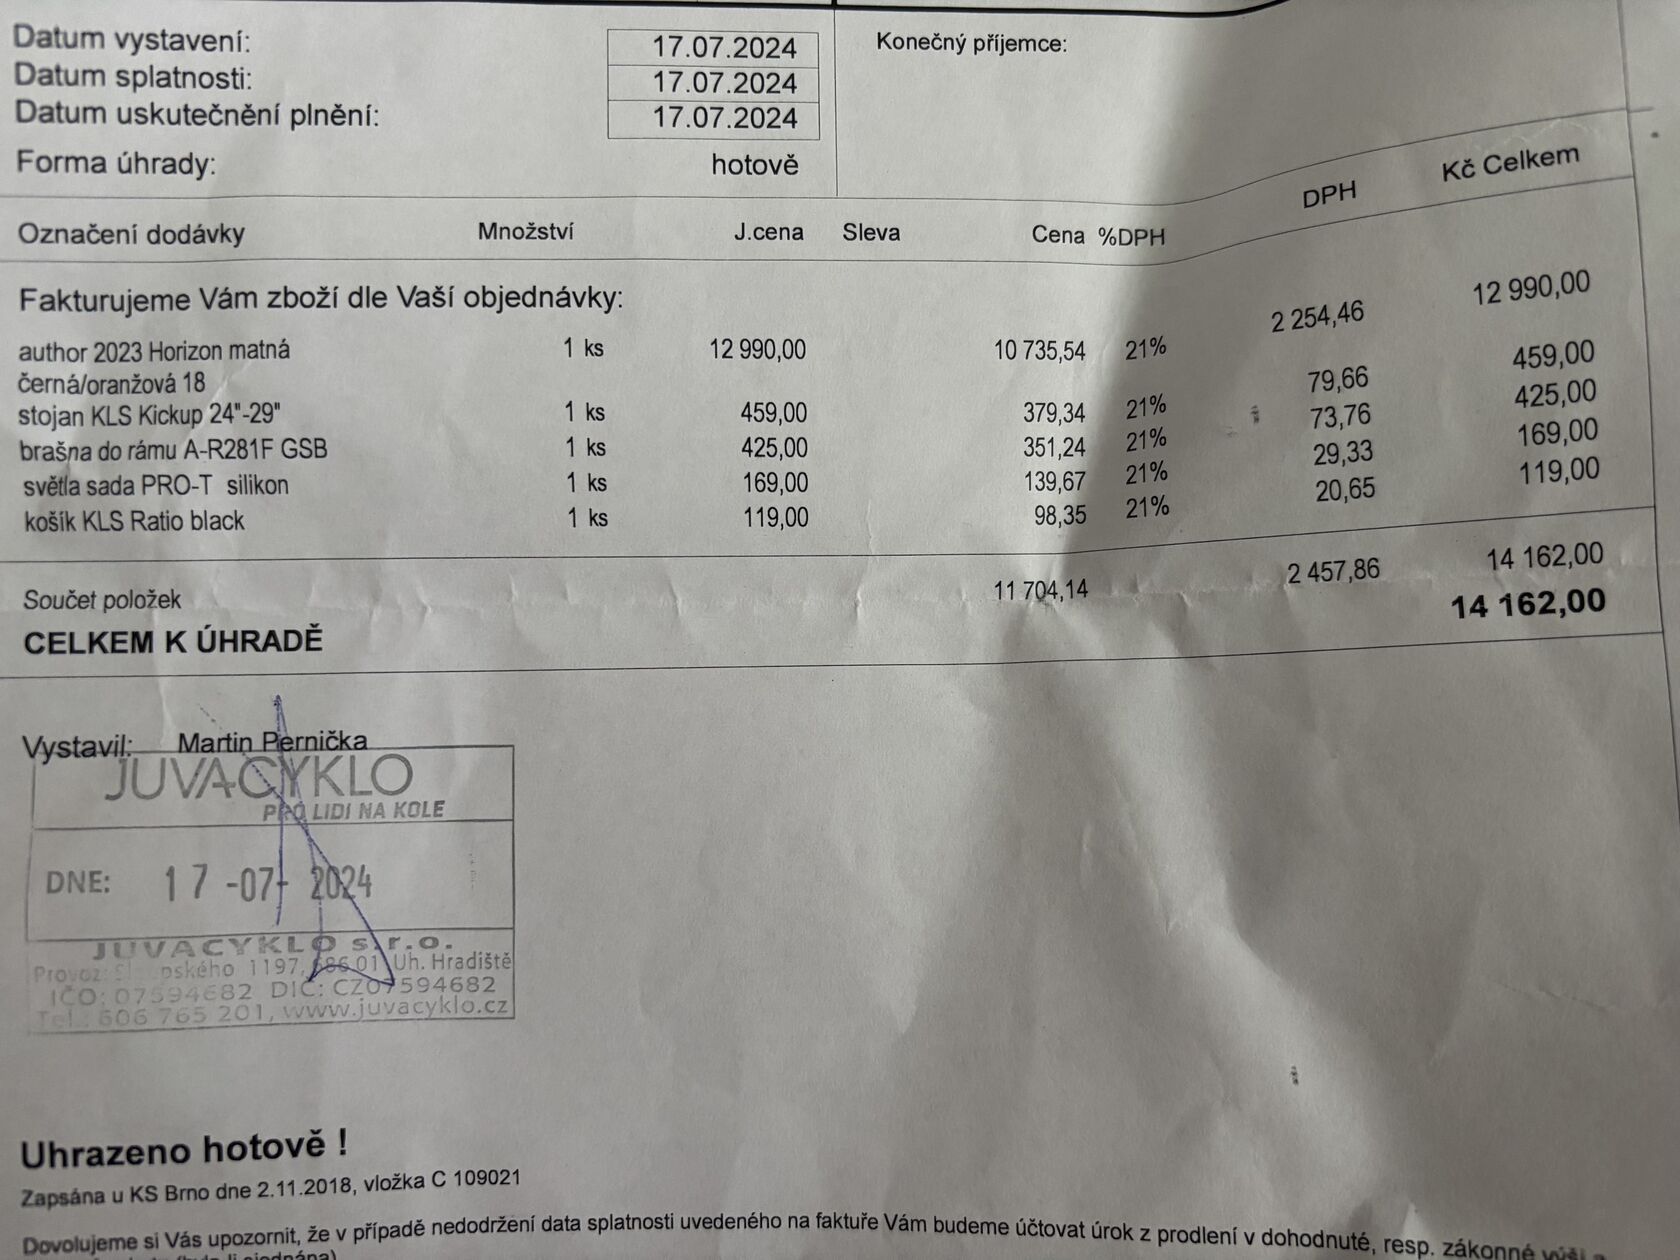 Datum vystavení: 17.07.2024
Datum splatnosti: 17.07.2024
Datum uskutečnění plnění: 17.07.2024
Forma úhrady: hotově
Konečný příjemce:
Označení dodávky Množství J.cena Sleva Cena %DPH DPH Kč Celkem
Fakturujeme Vám zboží dle Vaší objednávky:
author 2023 Horizon matná 1 ks 12 990,00 10 735,54 21% 2 254,46 12 990,00
černá/oranžová 18
stojan KLS Kickup 24"-29" 1 ks 459,00 379,34 21% 79,66 459,00
brašna do rámu A-R281F GSB 1 ks 425,00 351,24 21% 73,76 425,00
světla sada PRO-T silikon 1 ks 169,00 139,67 21% 29,33 169,00
košík KLS Ratio black 1 ks 119,00 98,35 21% 20,65 119,00
Součet položek 11 704,14 2 457,86 14 162,00
CELKEM K ÚHRADĚ 14 162,00
Vystavil: Martin Pernička
JUVACYKLO
PRO LIDI NA KOLE
DNE: 17 -07- 2024
JUVACYKLO s.r.o.
Provoz: 1197, 686 01 Uh. Hradiště
IČO: 07594682 DIČ: CZ07594682
Tel.: 606 765 201, www.juvacyklo.cz
Uhrazeno hotově !
Zapsána u KS Brno dne 2.11.2018, vložka C 109021
Dovolujeme si Vás upozornit, že v případě nedodržení data splatnosti uvedeného na faktuře Vám budeme účtovat úrok z prodlení v dohodnuté, resp. zákonné výši a